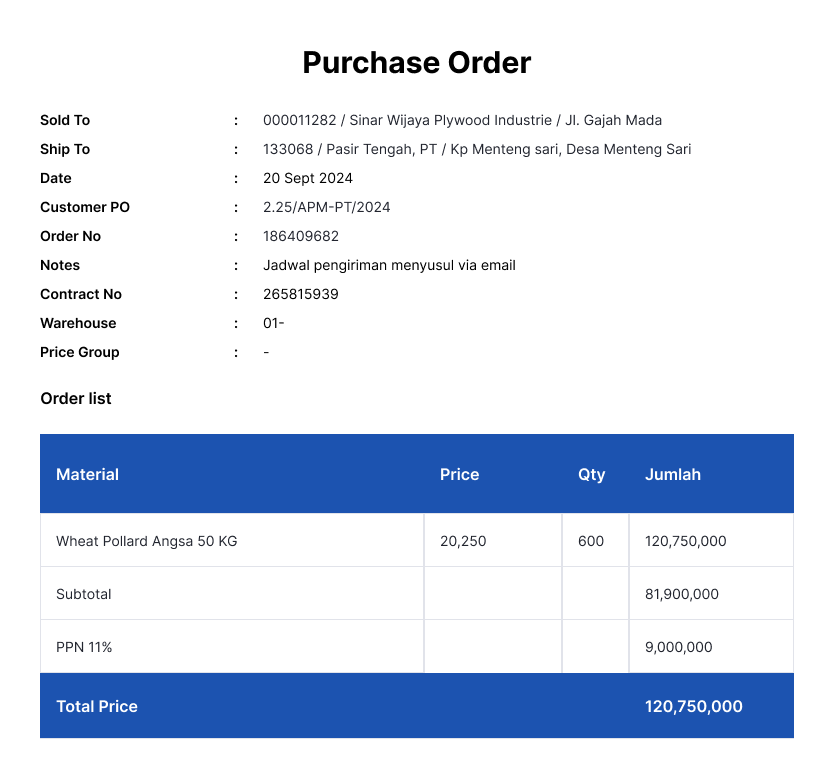 Purchase Order
Sold To : 000011282 / Sinar Wijaya Plywood Industrie / Jl. Gajah Mada
Ship To : 133068 / Pasir Tengah, PT / Kp Menteng sari, Desa Menteng Sari
Date : 20 Sept 2024
Customer PO : 2.25/APM-PT/2024
Order No : 186409682
Notes : Jadwal pengiriman menyusul via email
Contract No : 265815939
Warehouse : 01-
Price Group : -
Order list
Material Price Qty Jumlah
Wheat Pollard Angsa 50 KG 20,250 600 120,750,000
Subtotal 81,900,000
PPN 11% 9,000,000
Total Price 120,750,000